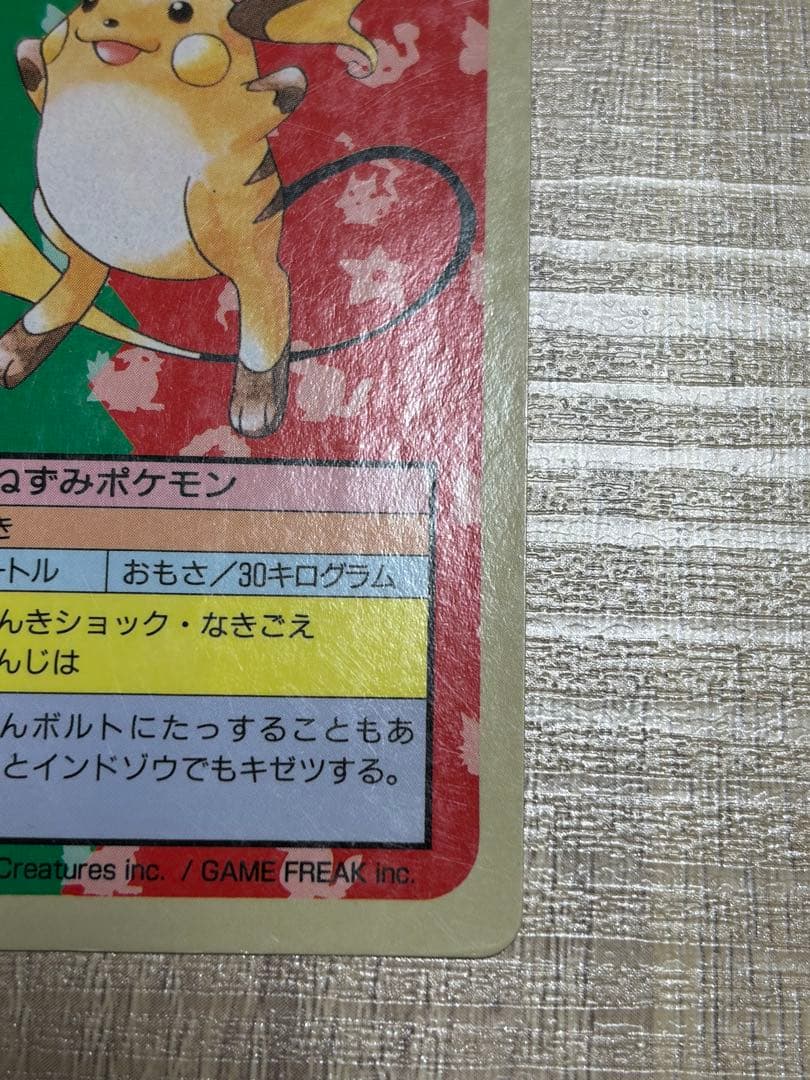 ねずみポケモン
き
ートル おもさ/30キログラム
んきショック・なきごえ
んじは
んボルトにたっすることもあ
とインドゾウでもキゼツする。
Creatures inc. / GAME FREAK inc.